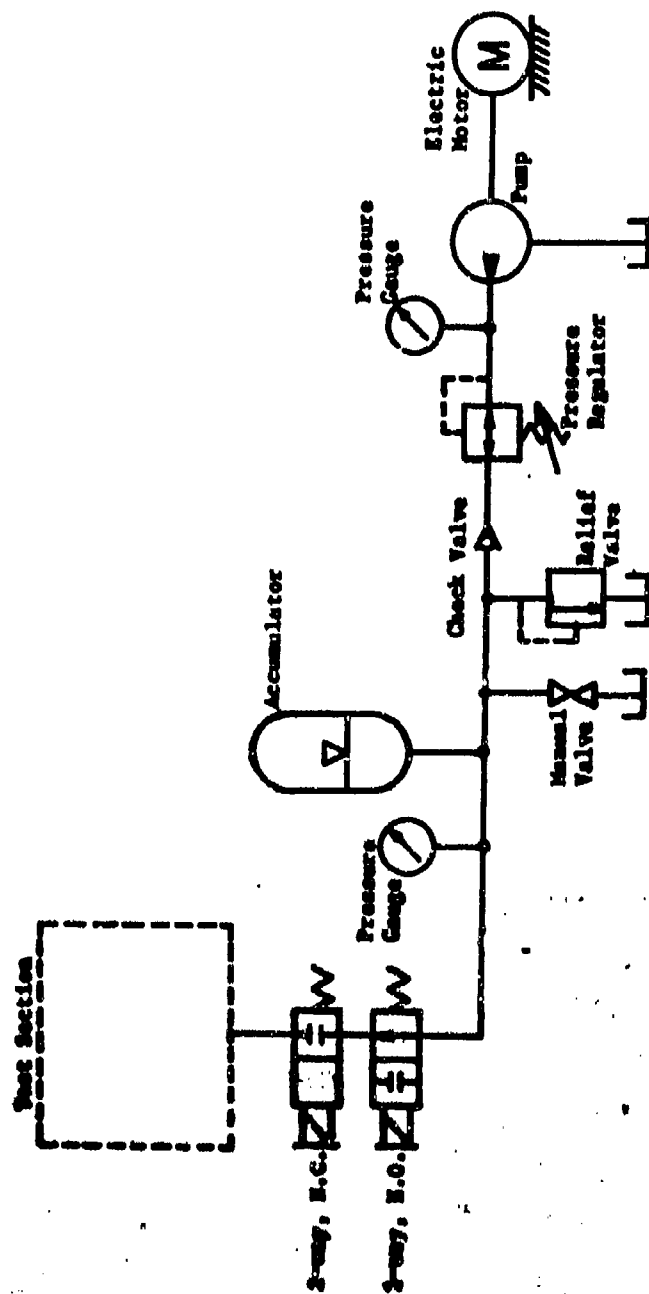 Test Section
2-way, N.C.
2-way, N.O.
Pressure
Gauge
Accumulator
Manual
Valve
Check Valve
Relief
Valve
Pressure
Regulator
Pressure
Gauge
Pump
Electric
Motor
M